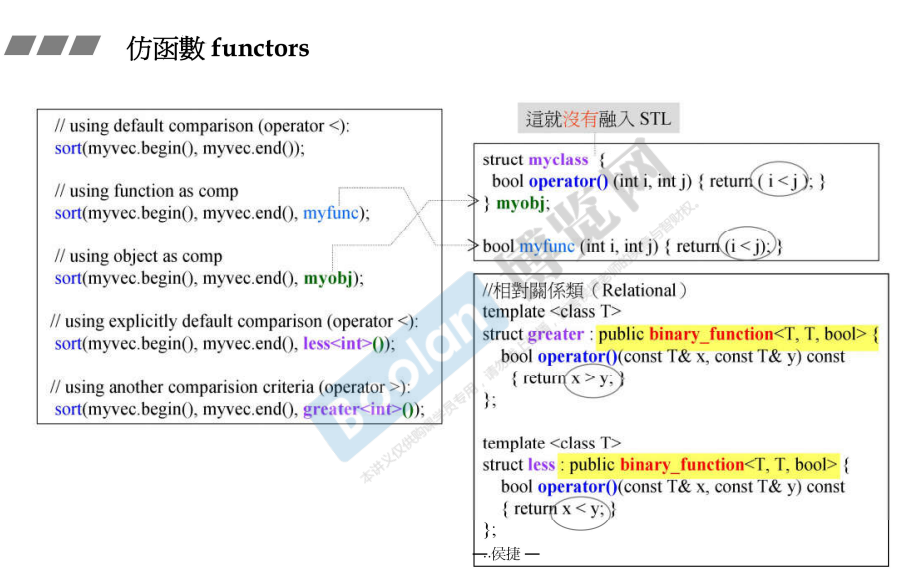 仿函數 functors
// using default comparison (operator <):
sort(myvec.begin(), myvec.end());
// using function as comp
sort(myvec.begin(), myvec.end(), myfunc);
// using object as comp
sort(myvec.begin(), myvec.end(), myobj);
// using explicitly default comparison (operator <):
sort(myvec.begin(), myvec.end(), less<int>());
// using another comparision criteria (operator >):
sort(myvec.begin(), myvec.end(), greater<int>());
這就沒有融入 STL
struct myclass {
bool operator() (int i, int j) { return ( i < j ); }
} myobj;
bool myfunc (int i, int j) { return (i < j); }
//相對關係類（Relational）
template <class T>
struct greater : public binary_function<T, T, bool> {
bool operator()(const T& x, const T& y) const
{ return x > y; }
};
template <class T>
struct less : public binary_function<T, T, bool> {
bool operator()(const T& x, const T& y) const
{ return x < y; }
};
侯捷
Boolan 博览网